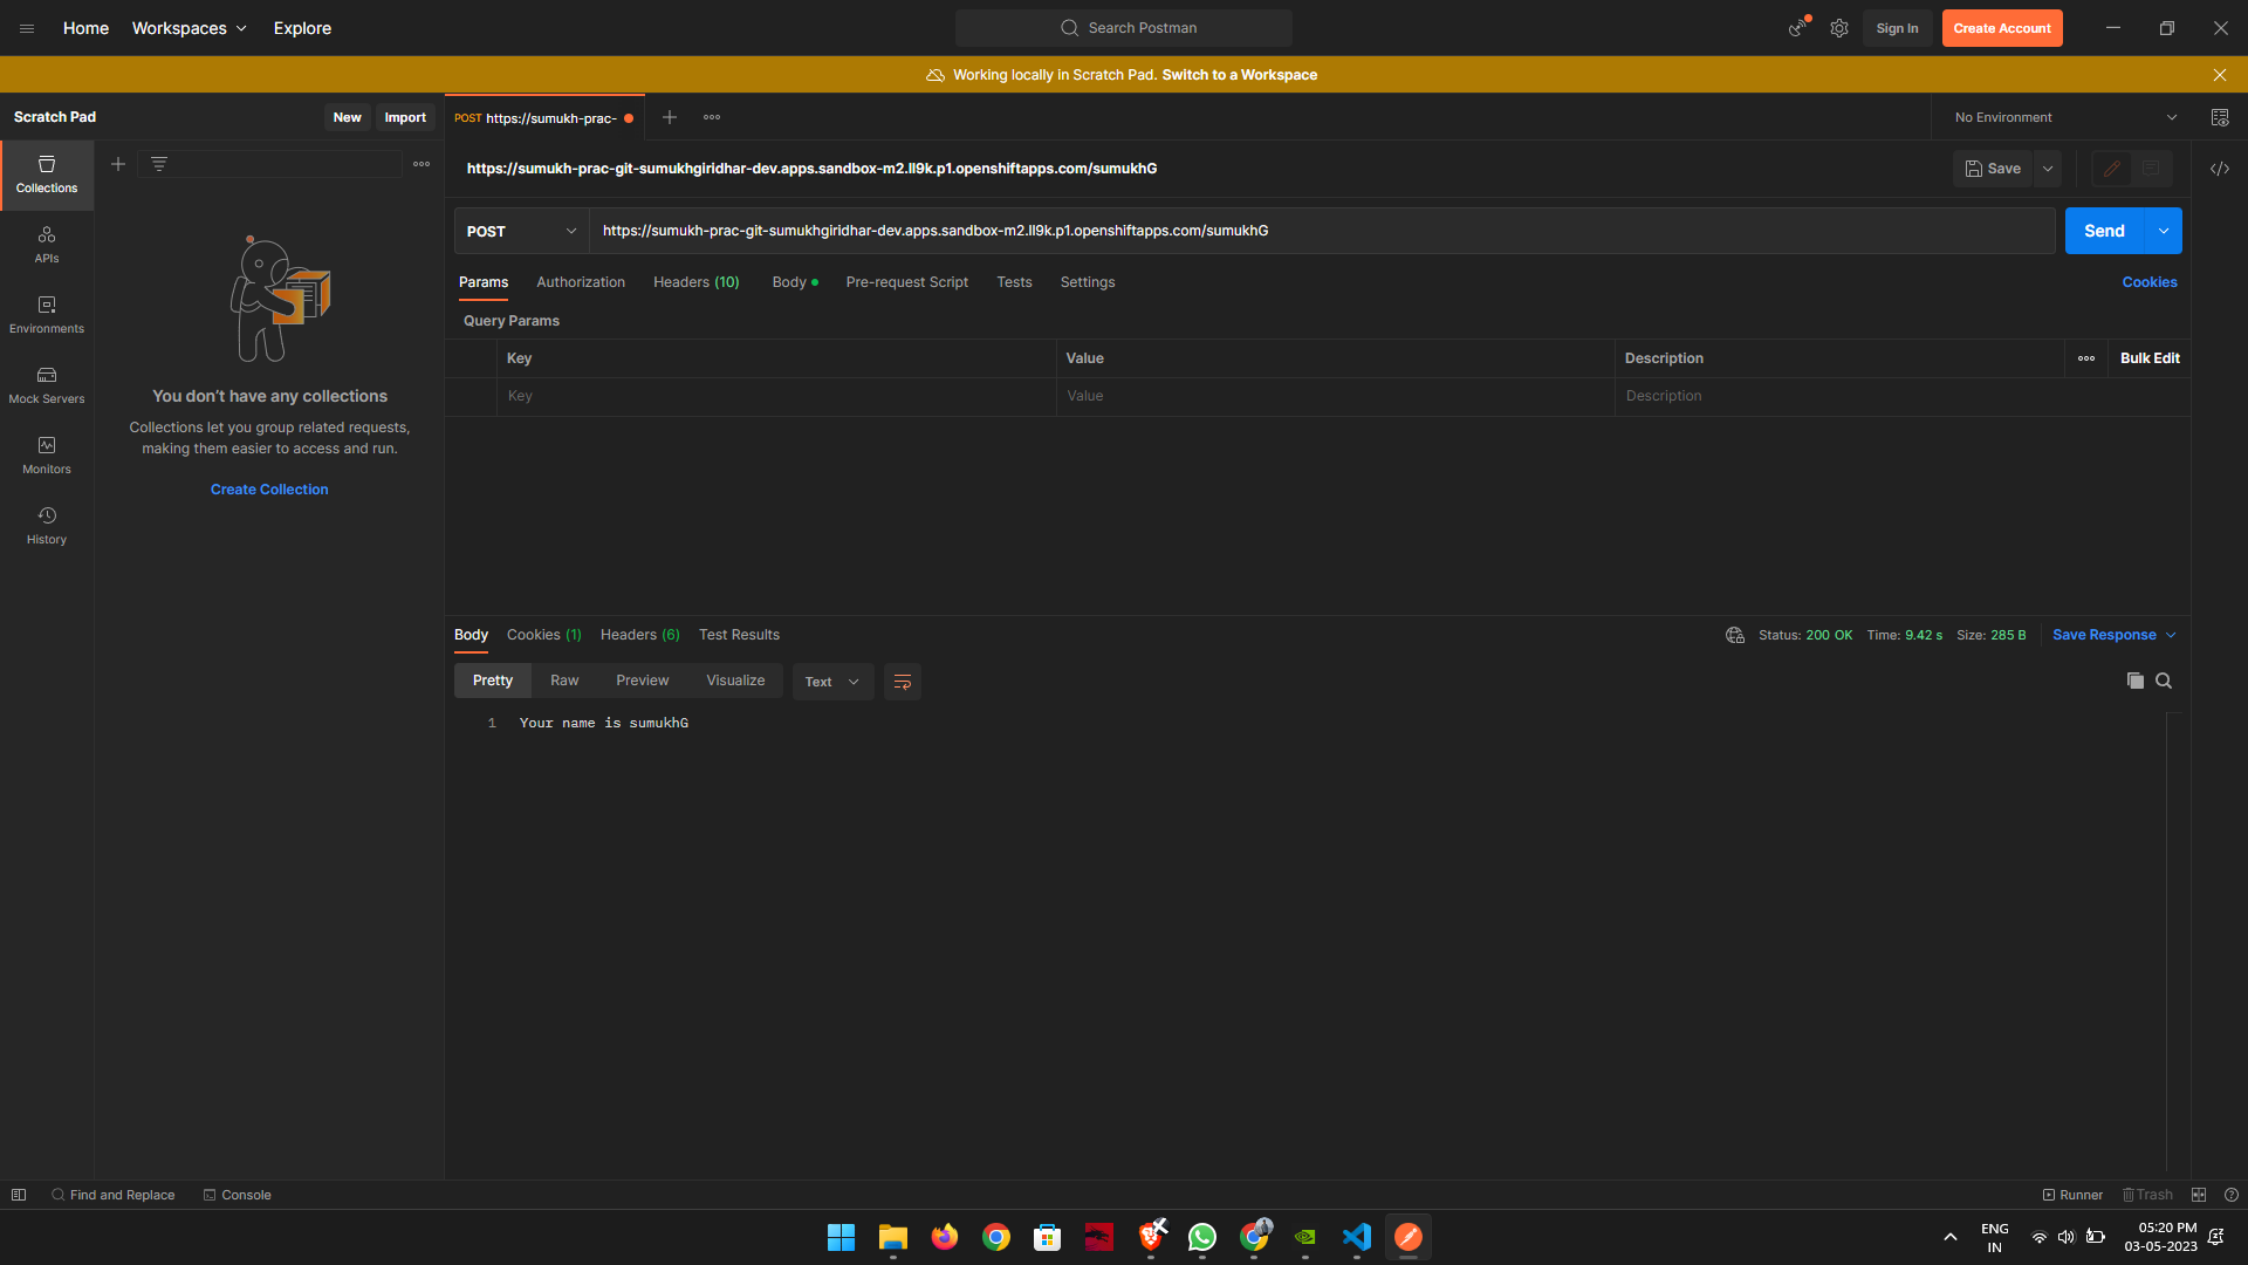 Home Workspaces Explore
Search Postman
Sign In Create Account
Working locally in Scratch Pad. Switch to a Workspace
Scratch Pad New Import
POST https://sumukh-prac-
No Environment
https://sumukh-prac-git-sumukhgiridhar-dev.apps.sandbox-m2.ll9k.p1.openshiftapps.com/sumukhG
Save
Collections
APIs
Environments
Mock Servers
Monitors
History
You don't have any collections
Collections let you group related requests,
making them easier to access and run.
Create Collection
POST https://sumukh-prac-git-sumukhgiridhar-dev.apps.sandbox-m2.ll9k.p1.openshiftapps.com/sumukhG Send
Params Authorization Headers (10) Body Pre-request Script Tests Settings Cookies
Query Params
Key Value Description Bulk Edit
Key Value Description
Body Cookies (1) Headers (6) Test Results Status: 200 OK Time: 9.42 s Size: 285 B Save Response
Pretty Raw Preview Visualize Text
1 Your name is sumukhG
Find and Replace Console Runner Trash
ENG
IN
05:20 PM
03-05-2023